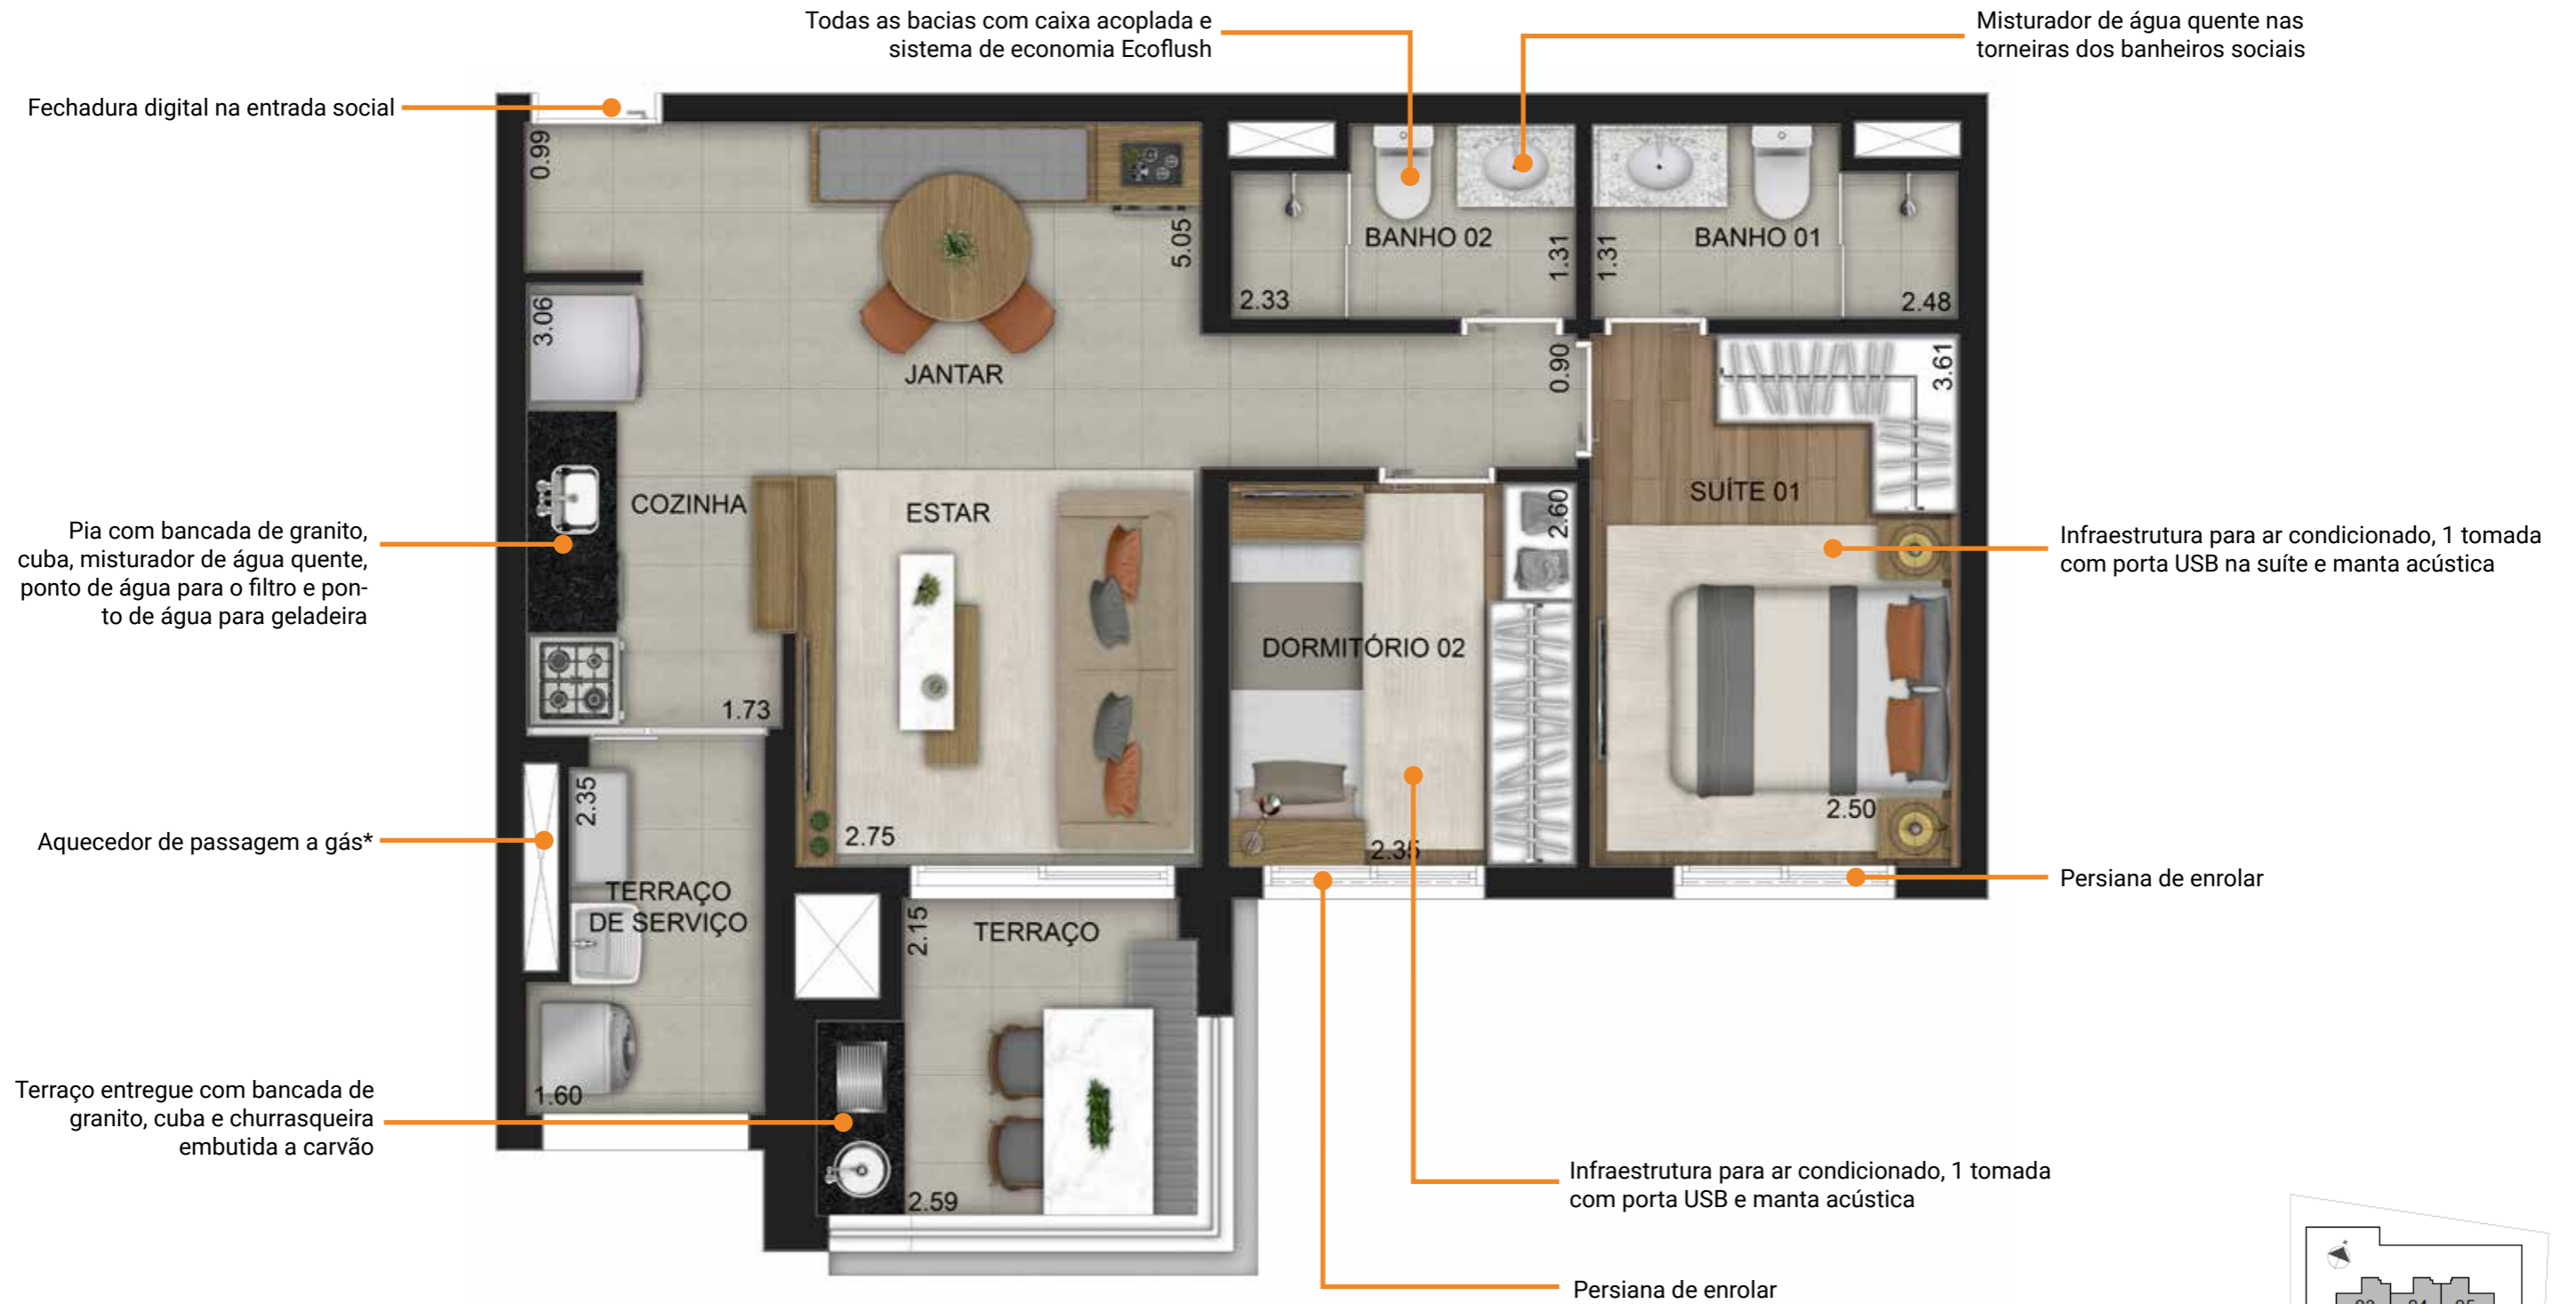 Todas as bacias com caixa acoplada e
sistema de economia Ecoflush
Misturador de água quente nas
torneiras dos banheiros sociais
Fechadura digital na entrada social
0.99
5.05
BANHO 02
1.31
2.33
BANHO 01
1.31
2.48
3.06
JANTAR
0.90
3.61
COZINHA
ESTAR
2.60
SUÍTE 01
Pia com bancada de granito,
cuba, misturador de água quente,
ponto de água para o filtro e pon-
to de água para geladeira
Infraestrutura para ar condicionado, 1 tomada
com porta USB na suíte e manta acústica
DORMITÓRIO 02
1.73
2.35
2.75
2.35
2.50
Aquecedor de passagem a gás*
Persiana de enrolar
TERRAÇO
DE SERVIÇO
2.15
TERRAÇO
1.60
2.59
Terraço entregue com bancada de
granito, cuba e churrasqueira
embutida a carvão
Infraestrutura para ar condicionado, 1 tomada
com porta USB e manta acústica
Persiana de enrolar